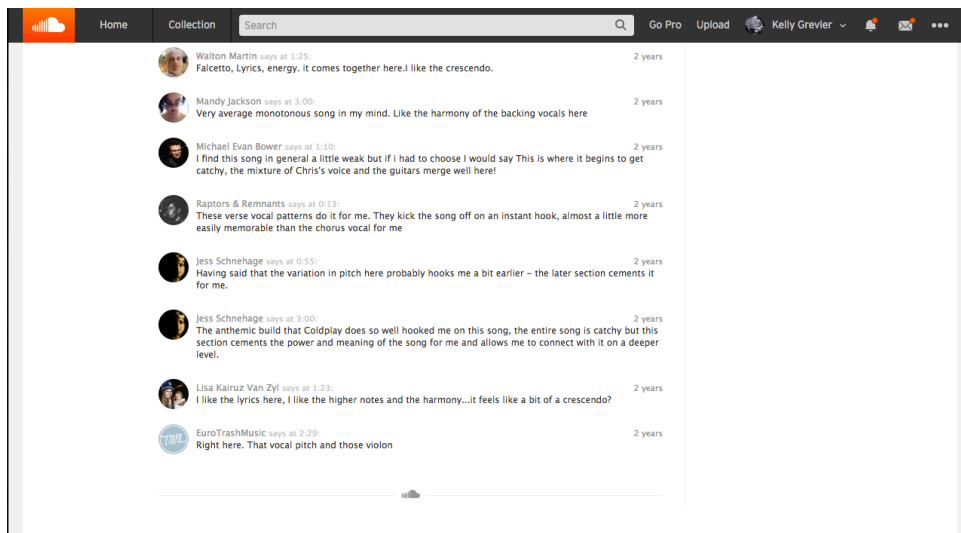 Home
Collection
Search
Go Pro
Upload
Kelly Grevler
Walton Martin says at 1:25:
2 years
Falcetto, Lyrics, energy. it comes together here.I like the crescendo.
Mandy Jackson says at 3:00:
2 years
Very average monotonous song in my mind. Like the harmony of the backing vocals here
Michael Evan Bower says at 1:10:
2 years
I find this song in general a little weak but if i had to choose I would say This is where it begins to get
catchy, the mixture of Chris's voice and the guitars merge well here!
Raptors & Remnants says at 0:13:
2 years
These verse vocal patterns do it for me. They kick the song off on an instant hook, almost a little more
easily memorable than the chorus vocal for me
Jess Schnehage says at 0:55:
2 years
Having said that the variation in pitch here probably hooks me a bit earlier – the later section cements it
for me.
Jess Schnehage says at 3:00:
2 years
The anthemic build that Coldplay does so well hooked me on this song, the entire song is catchy but this
section cements the power and meaning of the song for me and allows me to connect with it on a deeper
level.
Lisa Kairuz Van Zyl says at 1:23:
2 years
I like the lyrics here, I like the higher notes and the harmony...it feels like a bit of a crescendo?
EuroTrashMusic says at 2:29:
2 years
Right here. That vocal pitch and those violon